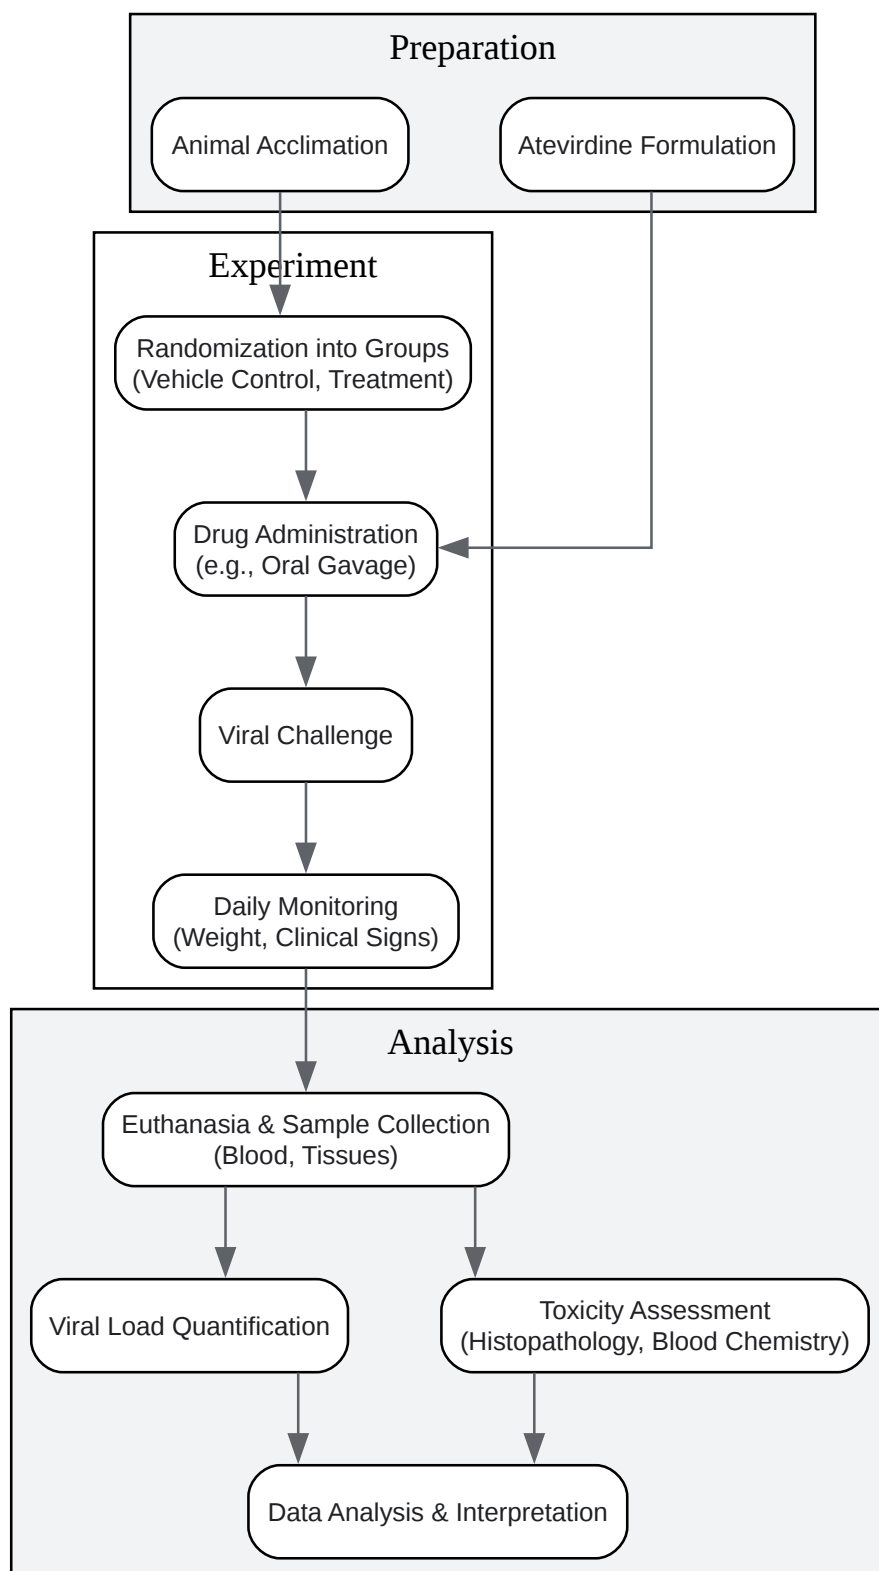 Preparation
Animal Acclimation
Atevirdine Formulation
Experiment
Randomization into Groups
(Vehicle Control, Treatment)
Drug Administration
(e.g., Oral Gavage)
Viral Challenge
Daily Monitoring
(Weight, Clinical Signs)
Analysis
Euthanasia & Sample Collection
(Blood, Tissues)
Viral Load Quantification
Toxicity Assessment
(Histopathology, Blood Chemistry)
Data Analysis & Interpretation